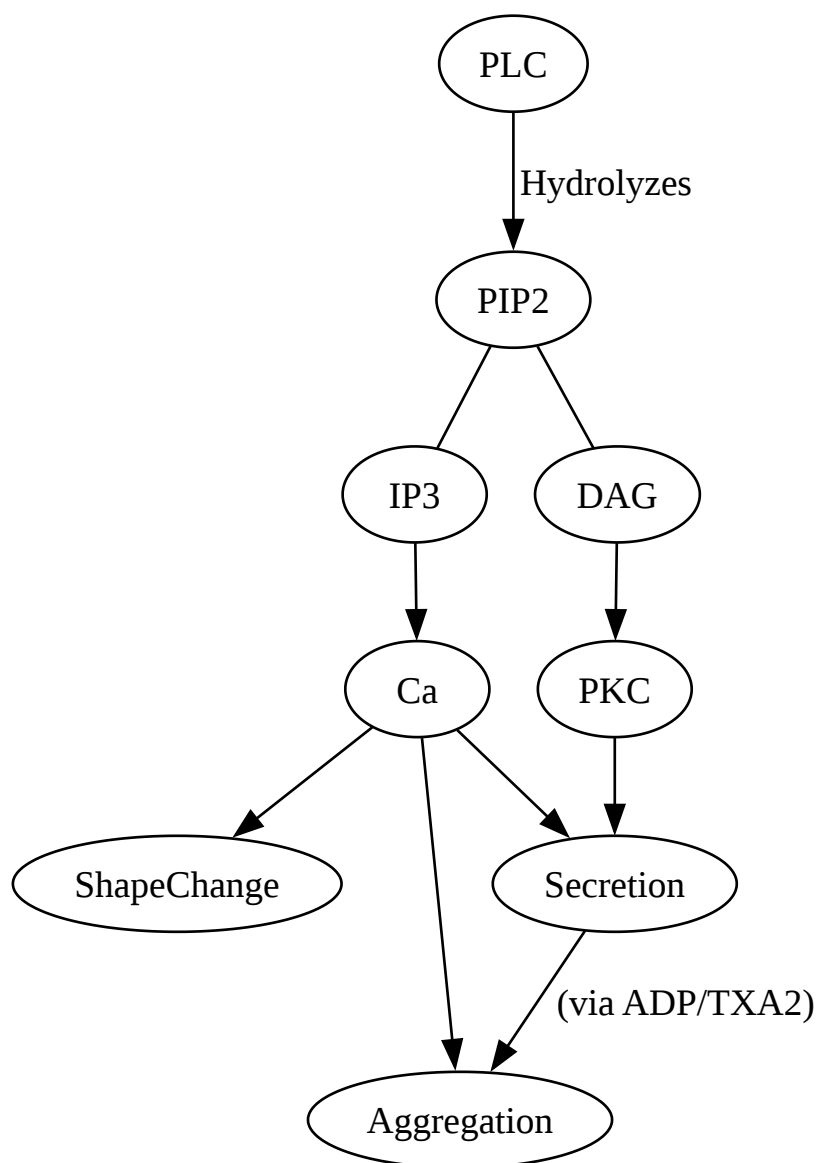 PLC
Hydrolyzes
PIP2
IP3
DAG
Ca
PKC
ShapeChange
Secretion
(via ADP/TXA2)
Aggregation